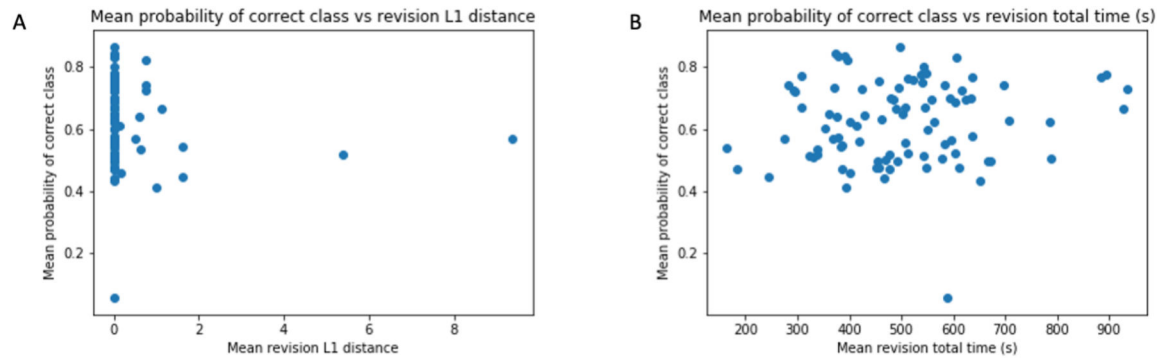 A
Mean probability of correct class vs revision L1 distance
Mean probability of correct class
0.8
0.6
0.4
0.2
0
2
4
6
8
Mean revision L1 distance
B
Mean probability of correct class vs revision total time (s)
Mean probability of correct class
0.8
0.6
0.4
0.2
200
300
400
500
600
700
800
900
Mean revision total time (s)